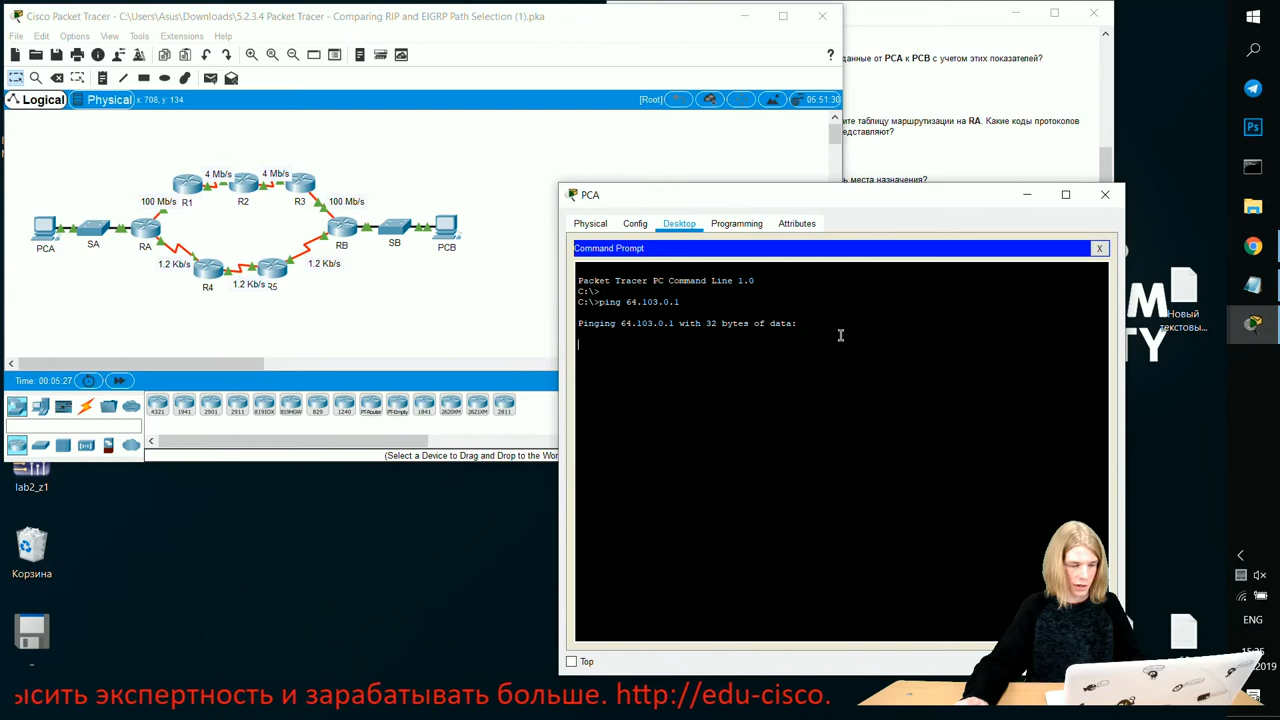 Cisco Packet Tracer - C:\Users\Asus\Downloads\5.2.3.4 Packet Tracer - Comparing RIP and EIGRP Path Selection (1).pka
File Edit Options View Tools Extensions Help
?
Logical Physical x: 708, y: 134 [Root] 05:51:30
данные от PCA к PCB с учетом этих показателей?
ите таблицу маршрутизации на RA. Какие коды протоколов
едставляют?
ь места назначения?
4 Mb/s 4 Mb/s
R1 R2 R3
100 Mb/s 100 Mb/s
PCA SA RA RB SB PCB
1.2 Kb/s 1.2 Kb/s
R4 1.2 Kb/s R5
Time: 00:05:27
4321 1941 2901 2911 819IOX 819HGW 829 1240 PT-Router PT-Empty 1841 2620XM 2621XM 2811
(Select a Device to Drag and Drop to the Wor
PCA
Physical Config Desktop Programming Attributes
Command Prompt X
Packet Tracer PC Command Line 1.0
C:\>
C:\>ping 64.103.0.1
Pinging 64.103.0.1 with 32 bytes of data:
Top
lab2_z1
Корзина
Новый
текстовы...
Ps
ENG
ысить экспертность и зарабатывать больше. http://edu-cisco.